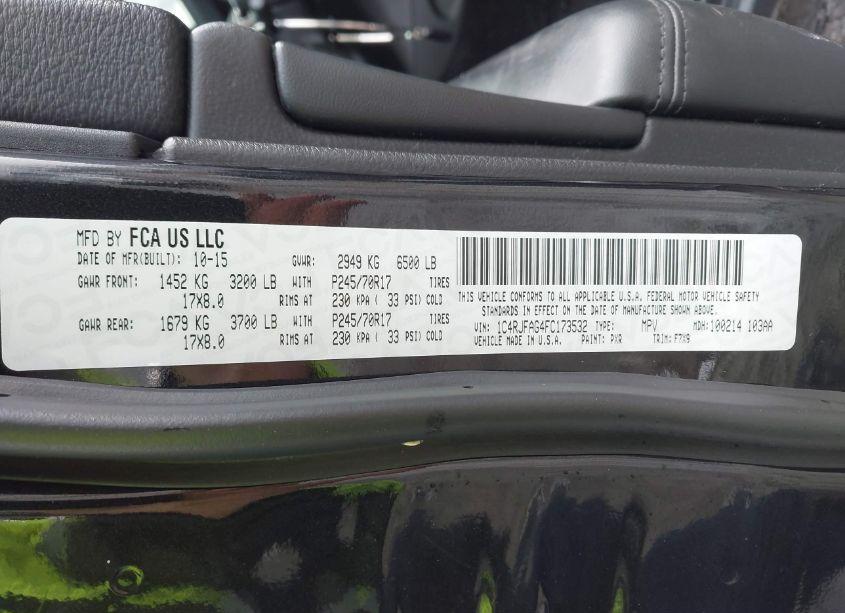 MFD BY FCA US LLC
DATE OF MFR(BUILT): 10-15 GVWR: 2949 KG 6500 LB
GAWR FRONT: 1452 KG 3200 LB WITH P245/70R17 TIRES
17X8.0 RIMS AT 230 KPA ( 33 PSI) COLD
GAWR REAR: 1679 KG 3700 LB WITH P245/70R17 TIRES
17X8.0 RIMS AT 230 KPA ( 33 PSI) COLD
THIS VEHICLE CONFORMS TO ALL APPLICABLE U.S.A. FEDERAL MOTOR VEHICLE SAFETY
STANDARDS IN EFFECT ON THE DATE OF MANUFACTURE SHOWN ABOVE.
VIN: 1C4RJFAG4FC173532 TYPE: MPV MDH: 100214 103AA
VEHICLE MADE IN U.S.A. PAINT: PXR TRIM: F7X9